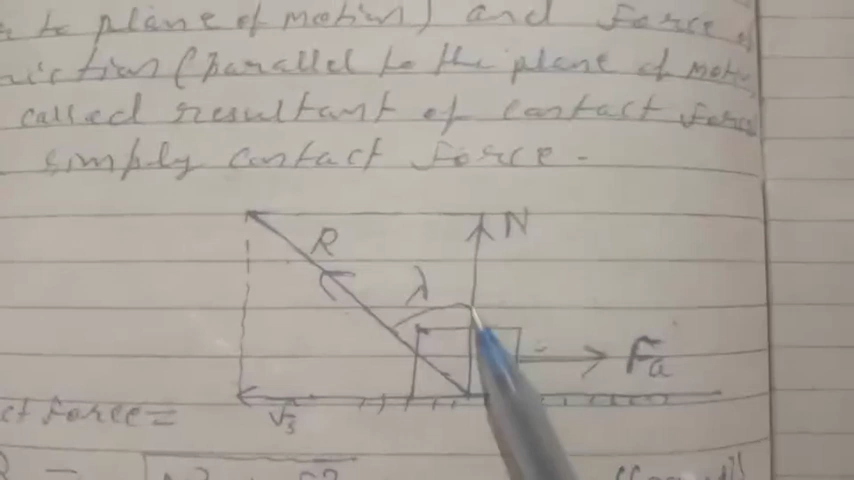 to plane of motion) and force of
friction (parallel to the plane of motion
called resultant of contact force
simply contact force.
N
R
λ
Fa
ct force =